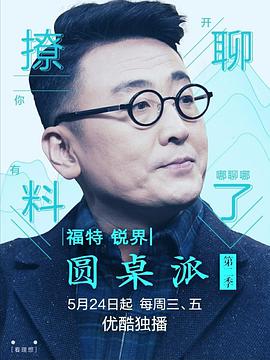 撩
聊
开
你
有
哪聊哪
料
了
福特 锐界
圆桌派
第二季
5月24日起 每周三、五
优酷独播
[看理想]